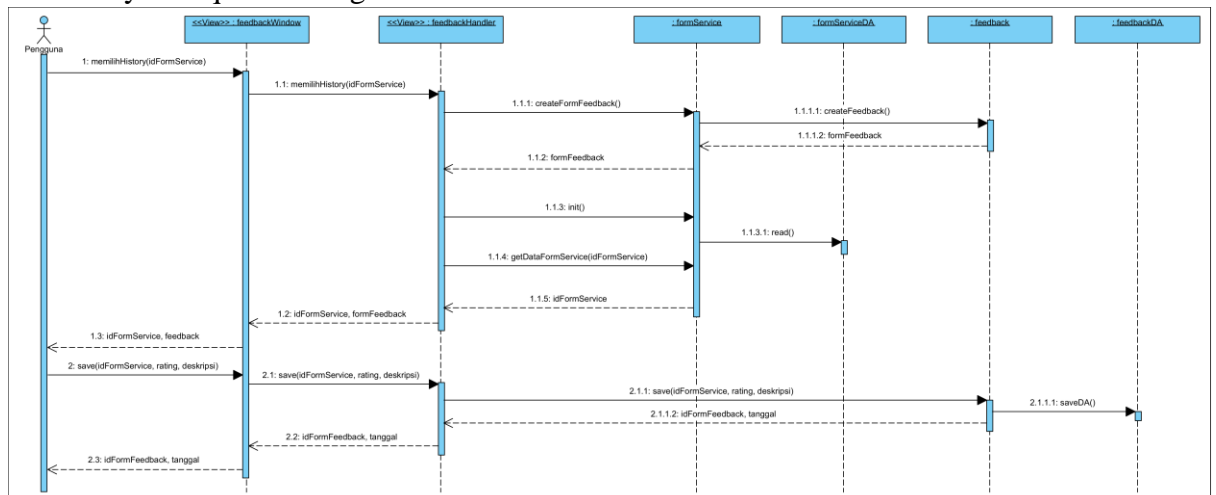 <<View>> : feedbackWindow
<<View>> : feedbackHandler
: formService
: formServiceDA
: feedback
: feedbackDA
Pengguna
1: memilihHistory(idFormService)
1.1: memilihHistory(idFormService)
1.1.1: createFormFeedback()
1.1.1.1: createFeedback()
1.1.1.2: formFeedback
1.1.2: formFeedback
1.1.3: init()
1.1.3.1: read()
1.1.4: getDataFormService(idFormService)
1.1.5: idFormService
1.2: idFormService, formFeedback
1.3: idFormService, feedback
2: save(idFormService, rating, deskripsi)
2.1: save(idFormService, rating, deskripsi)
2.1.1: save(idFormService, rating, deskripsi)
2.1.1.1: saveDA()
2.1.1.2: idFormFeedback, tanggal
2.2: idFormFeedback, tanggal
2.3: idFormFeedback, tanggal